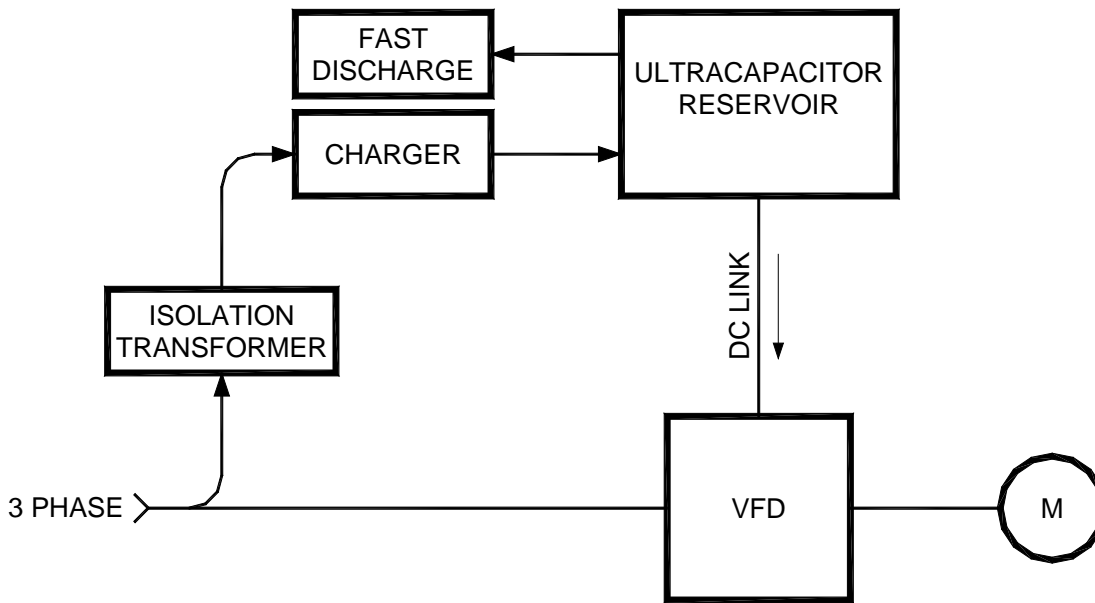 FAST
DISCHARGE
ULTRACAPACITOR
RESERVOIR
CHARGER
DC LINK
ISOLATION
TRANSFORMER
3 PHASE
VFD
M